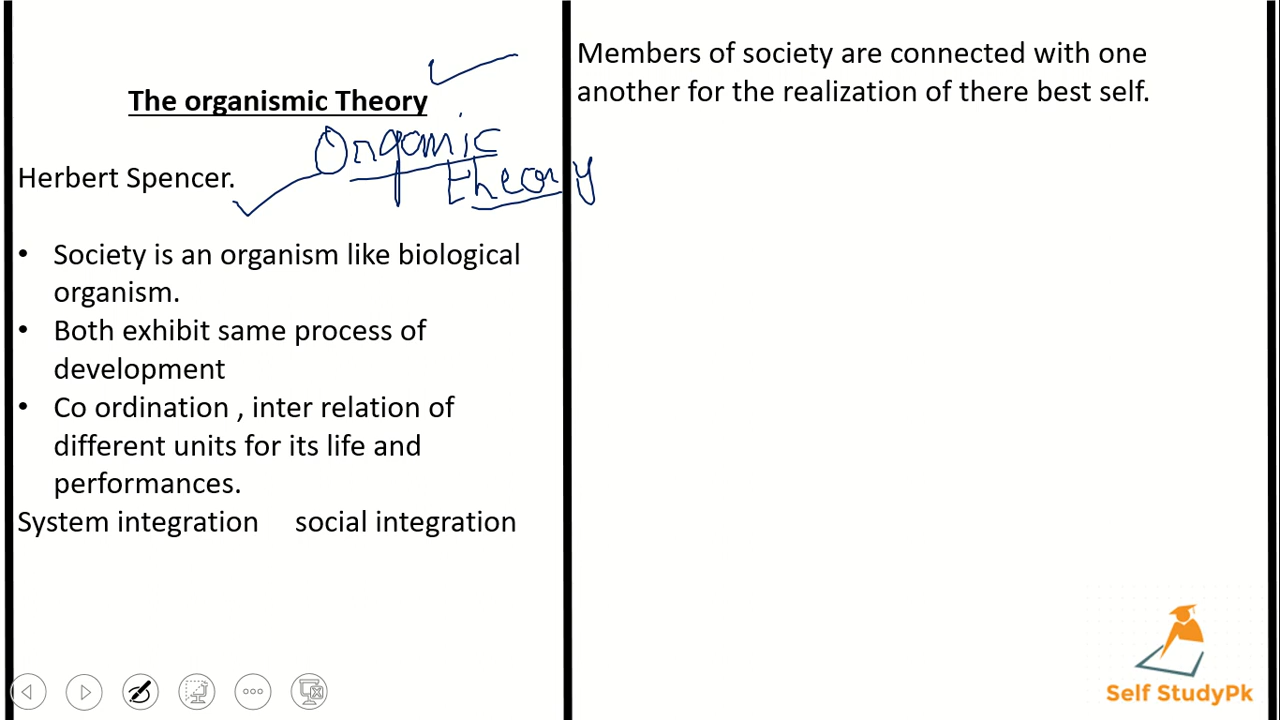 The organismic Theory
Organic
Theory
Herbert Spencer.
• Society is an organism like biological
organism.
• Both exhibit same process of
development
• Co ordination , inter relation of
different units for its life and
performances.
System integration social integration
Members of society are connected with one
another for the realization of there best self.
Self StudyPk